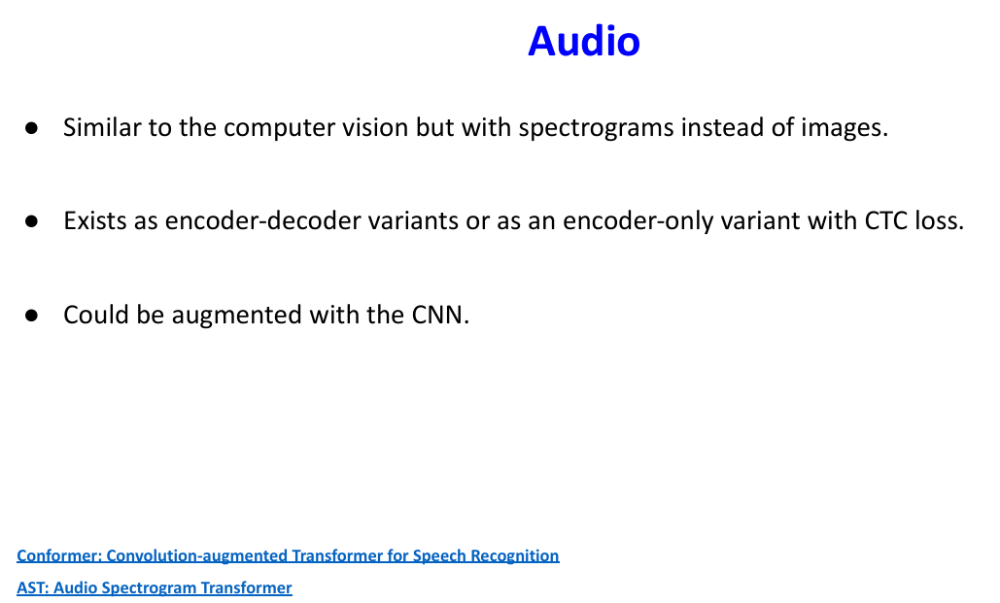 Audio
● Similar to the computer vision but with spectrograms instead of images.
● Exists as encoder-decoder variants or as an encoder-only variant with CTC loss.
● Could be augmented with the CNN.
Conformer: Convolution-augmented Transformer for Speech Recognition
AST: Audio Spectrogram Transformer